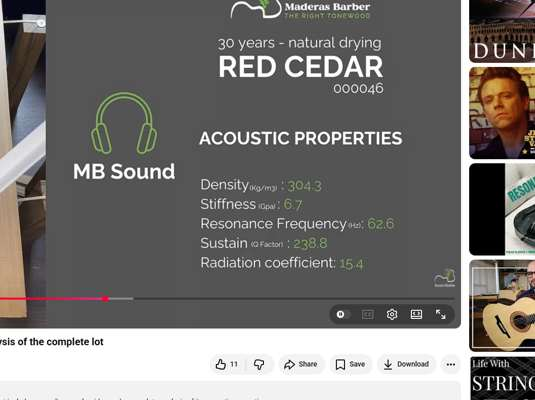 Maderas Barber
THE RIGHT TONEWOOD
30 years - natural drying
RED CEDAR
000046
ACOUSTIC PROPERTIES
MB Sound
Density (Kg/m3) : 304.3
Stiffness (Gpa) : 6.7
Resonance Frequency (Hz): 62.6
Sustain (Q Factor) : 238.8
Radiation coefficient: 15.4
ysis of the complete lot
11
Share
Save
Download
DUN
RESON
Life With
STRING